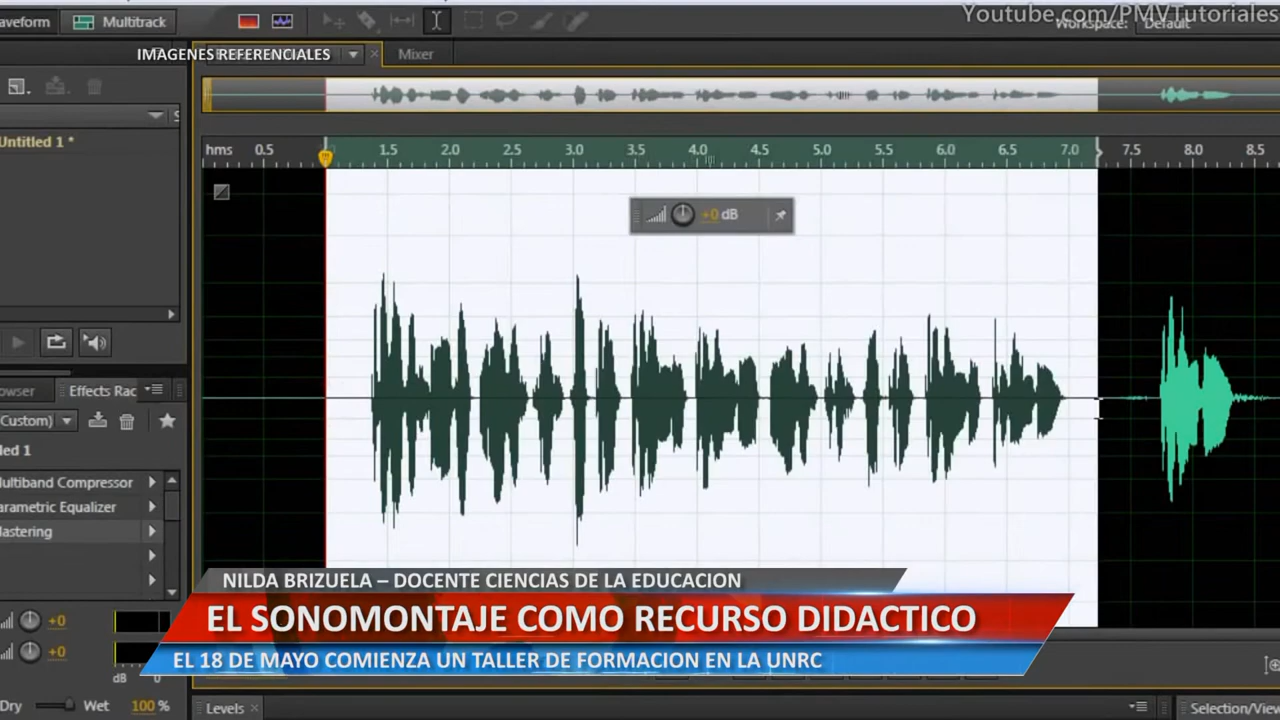 aveform
Multitrack
Youtube.com/PMVTutoriales
Workspace: Default
IMAGENES REFERENCIALES
Mixer
hms 0.5 1.5 2.0 2.5 3.0 3.5 4.0 4.5 5.0 5.5 6.0 6.5 7.0 7.5 8.0 8.5
Untitled 1 *
+0 dB
owser
Effects Rac
(Custom)
led 1
Multiband Compressor
arametric Equalizer
lastering
+0
+0
dB 0
Dry Wet 100 %
NILDA BRIZUELA – DOCENTE CIENCIAS DE LA EDUCACION
EL SONOMONTAJE COMO RECURSO DIDACTICO
EL 18 DE MAYO COMIENZA UN TALLER DE FORMACION EN LA UNRC
Levels
Selection/View